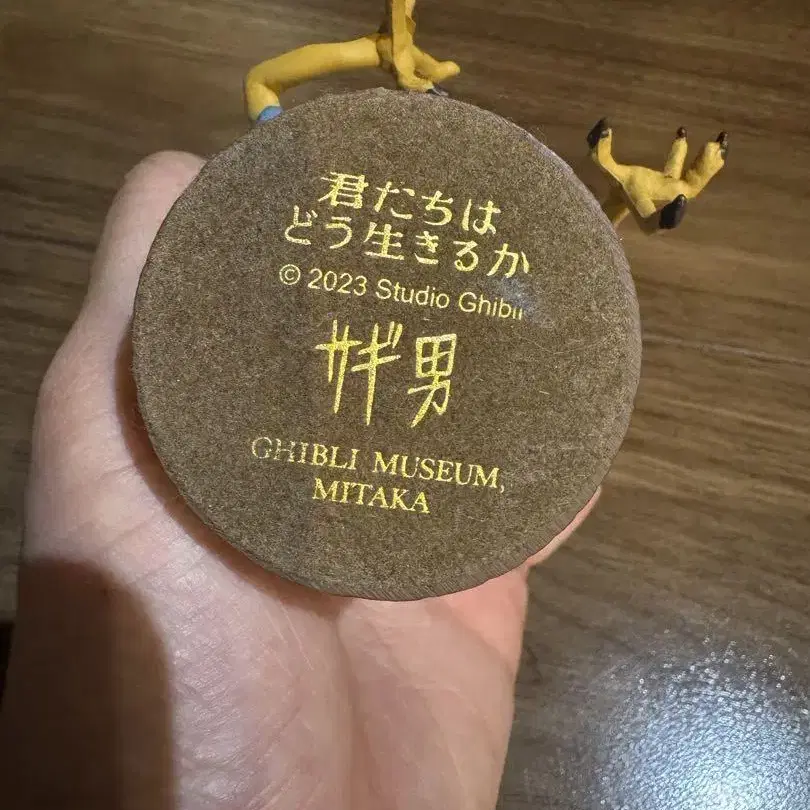 君たちは
どう生きるか
© 2023 Studio Ghibli
サギ男
GHIBLI MUSEUM,
MITAKA